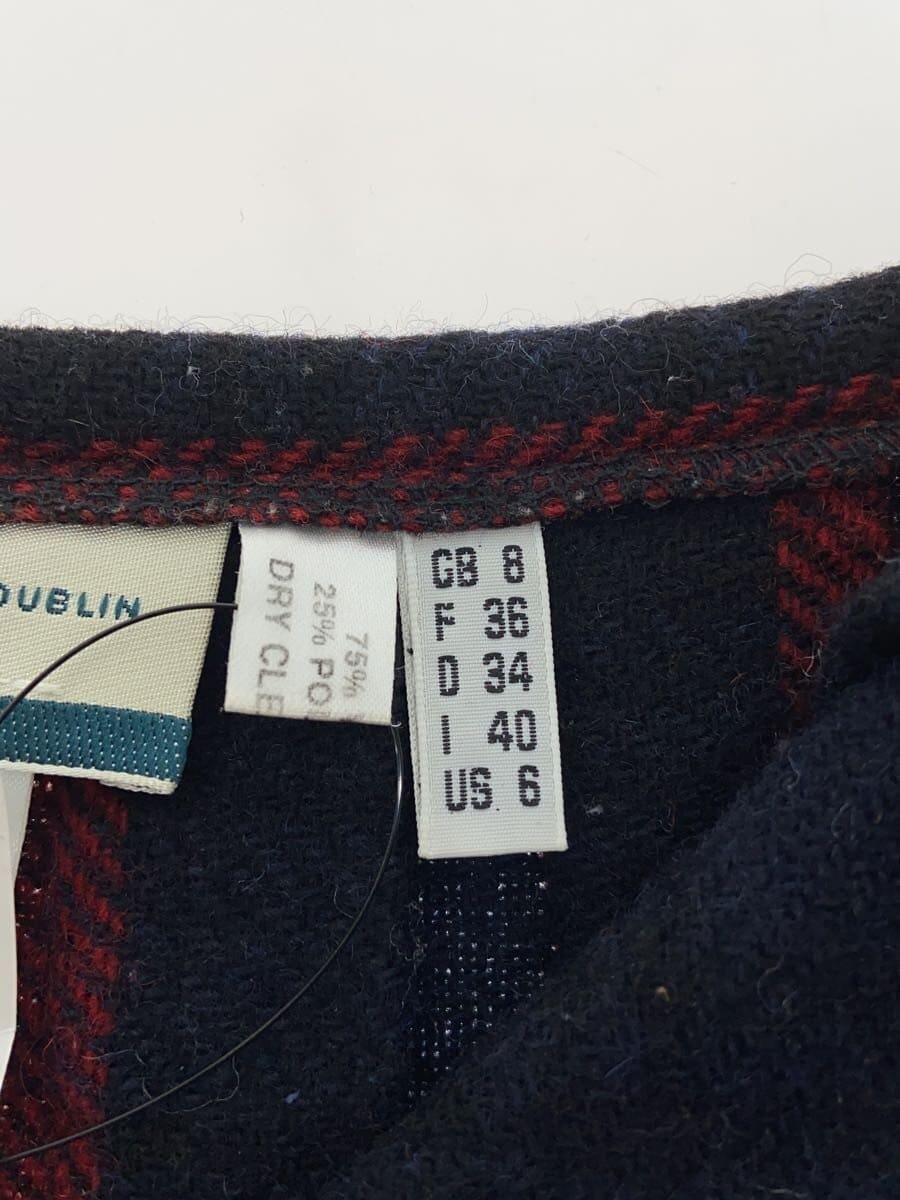 DUBLIN
75%
25% PO
DRY CLE
GB 8
F 36
D 34
I 40
US 6